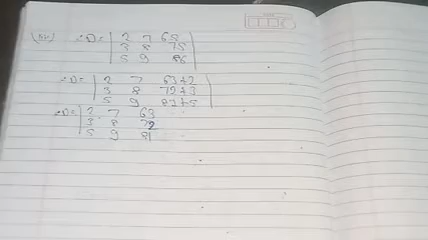 (iv) ∴D = | 2 7 65 |
| 3 8 75 |
| 5 9 86 |
∴D = | 2 7 63+2 |
| 3 8 72+3 |
| 5 9 81+5 |
∴D = | 2 7 63
| 3 8 72
| 5 9 81